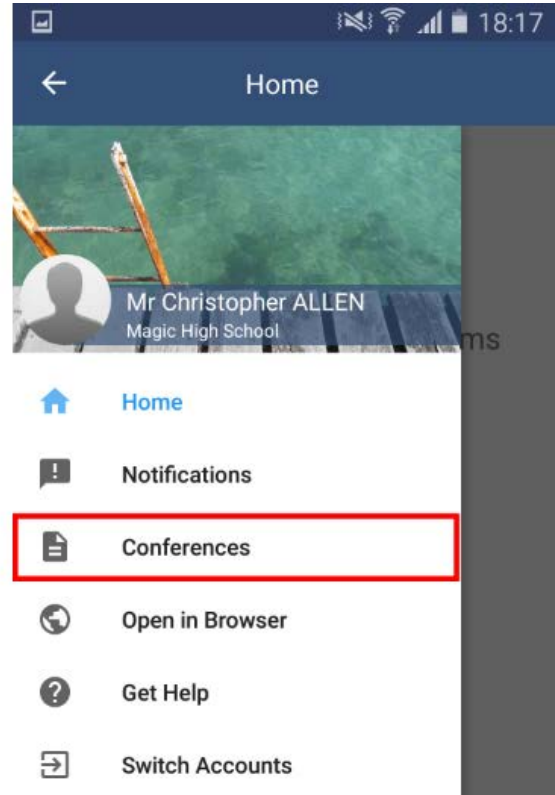 18:17
Home
Mr Christopher ALLEN
Magic High School
ms
Home
Notifications
Conferences
Open in Browser
Get Help
Switch Accounts